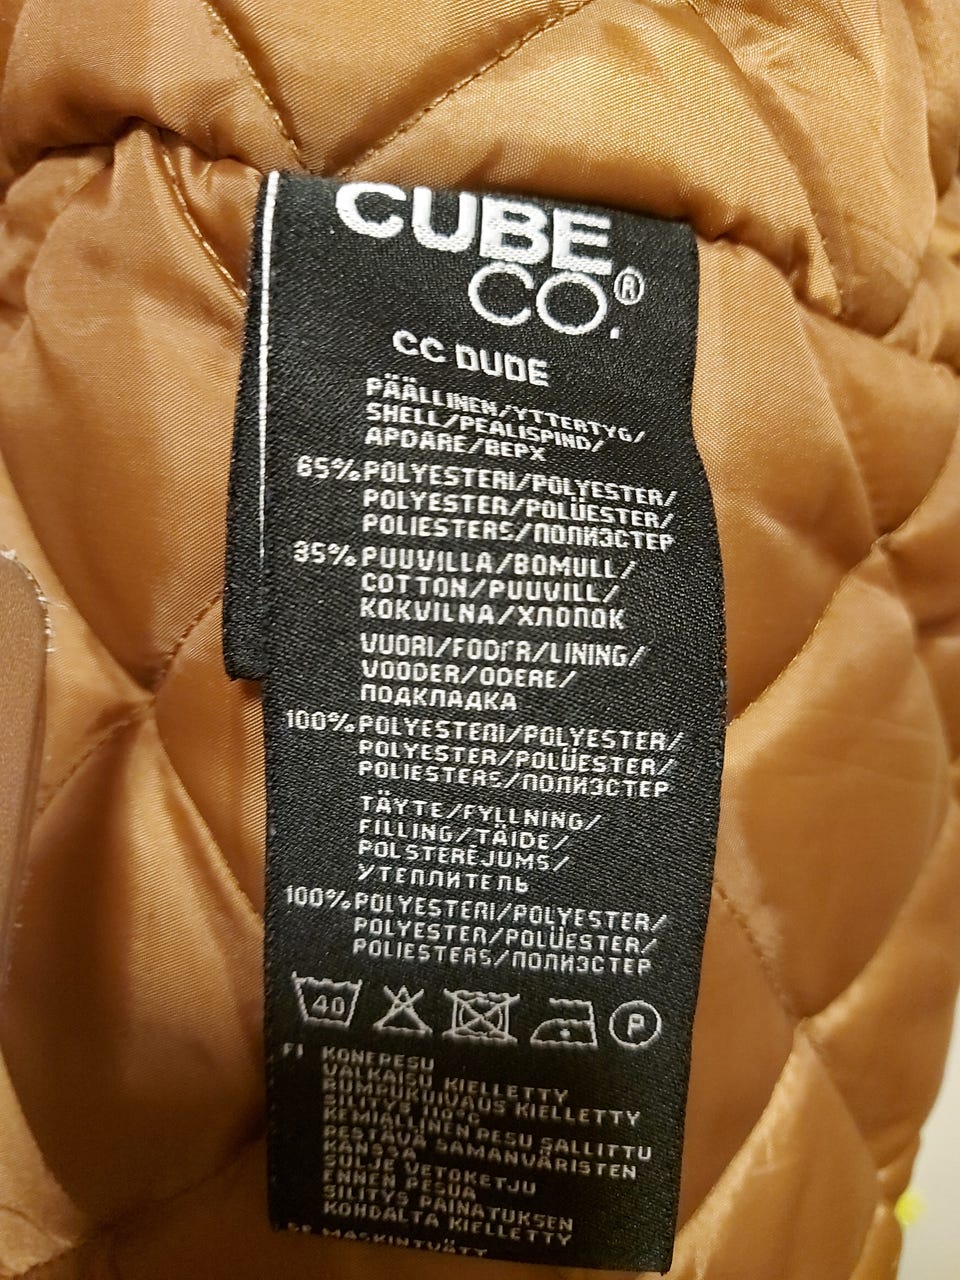 CUBE
CO.®
CC DUDE
PÄÄLLINEN/YTTERTYG/
SHELL/PEALISPIND/
APDARE/ВЕРХ
65% POLYESTERI/POLYESTER/
POLYESTER/POLÜESTER/
POLIESTERS/ПОЛИЭСТЕР
35% PUUVILLA/BOMULL/
COTTON/PUUVILL/
KOKVILNA/ХЛОПОК
VUORI/FODER/LINING/
VOODER/ODERE/
ПОДКЛАДКА
100% POLYESTERI/POLYESTER/
POLYESTER/POLÜESTER/
POLIESTERS/ПОЛИЭСТЕР
TÄYTE/FYLLNING/
FILLING/TÄIDE/
POLSTERĒJUMS/
УТЕПЛИТЕЛЬ
100% POLYESTERI/POLYESTER/
POLYESTER/POLÜESTER/
POLIESTERS/ПОЛИЭСТЕР
40 P
FI KONEPESU
VALKAISU KIELLETTY
RUMPUKUIVAUS KIELLETTY
SILITYS 110°C
KEMIALLINEN PESU SALLITTU
PESTÄVÄ SAMANVÄRISTEN
KANSSA
SULJE VETOKETJU
ENNEN PESUA
SILITYS PAINATUKSEN
KOHDALTA KIELLETTY
SE MASKINTVÄTT